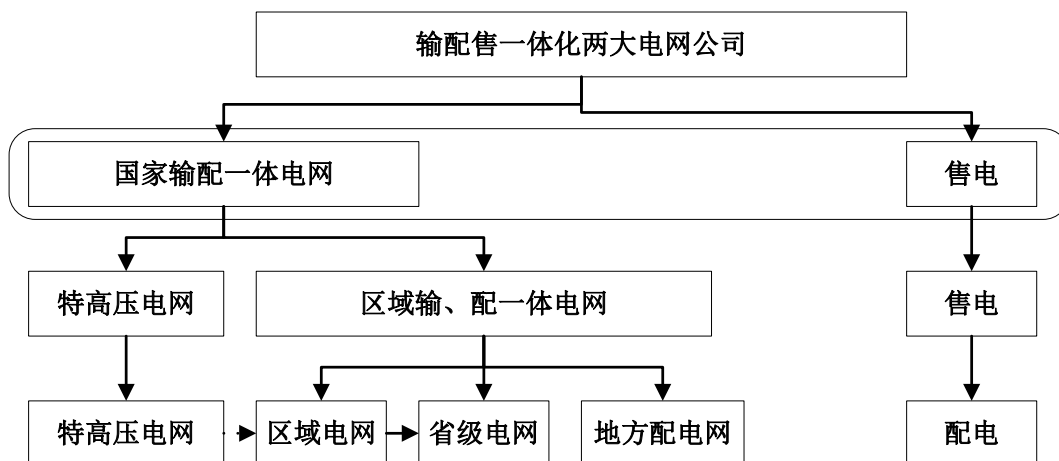 输配售一体化两大电网公司
国家输配一体电网
售电
特高压电网
区域输、配一体电网
售电
特高压电网
区域电网
省级电网
地方配电网
配电